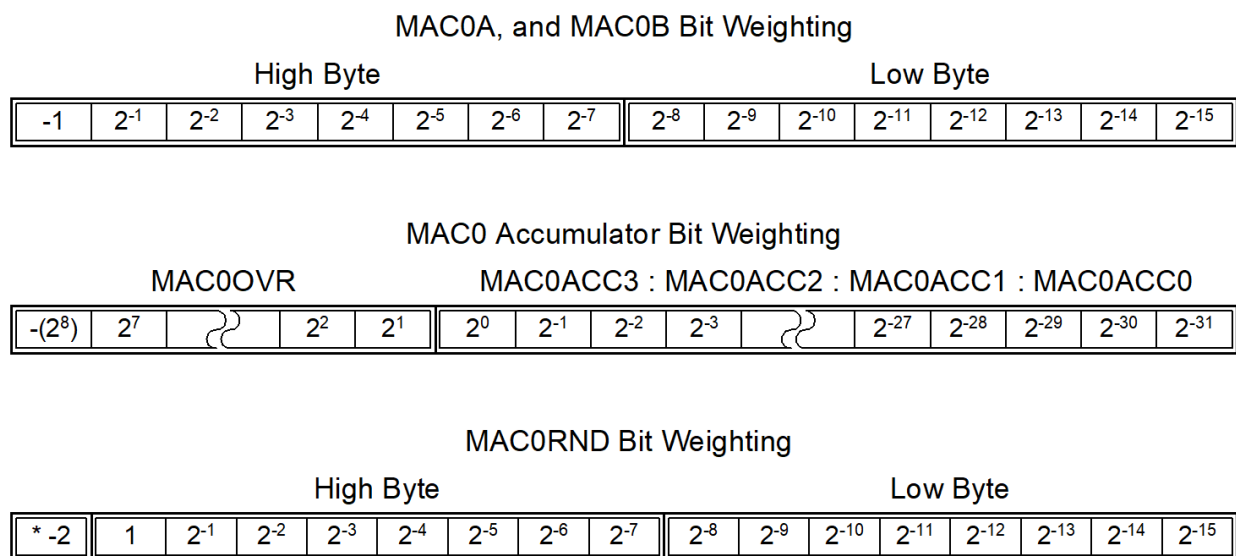 MAC0A, and MAC0B Bit Weighting
High Byte Low Byte
-1 2⁻¹ 2⁻² 2⁻³ 2⁻⁴ 2⁻⁵ 2⁻⁶ 2⁻⁷ 2⁻⁸ 2⁻⁹ 2⁻¹⁰ 2⁻¹¹ 2⁻¹² 2⁻¹³ 2⁻¹⁴ 2⁻¹⁵
MAC0 Accumulator Bit Weighting
MAC0OVR MAC0ACC3 : MAC0ACC2 : MAC0ACC1 : MAC0ACC0
-(2⁸) 2⁷ 2² 2¹ 2⁰ 2⁻¹ 2⁻² 2⁻³ 2⁻²⁷ 2⁻²⁸ 2⁻²⁹ 2⁻³⁰ 2⁻³¹
MAC0RND Bit Weighting
High Byte Low Byte
* -2 1 2⁻¹ 2⁻² 2⁻³ 2⁻⁴ 2⁻⁵ 2⁻⁶ 2⁻⁷ 2⁻⁸ 2⁻⁹ 2⁻¹⁰ 2⁻¹¹ 2⁻¹² 2⁻¹³ 2⁻¹⁴ 2⁻¹⁵